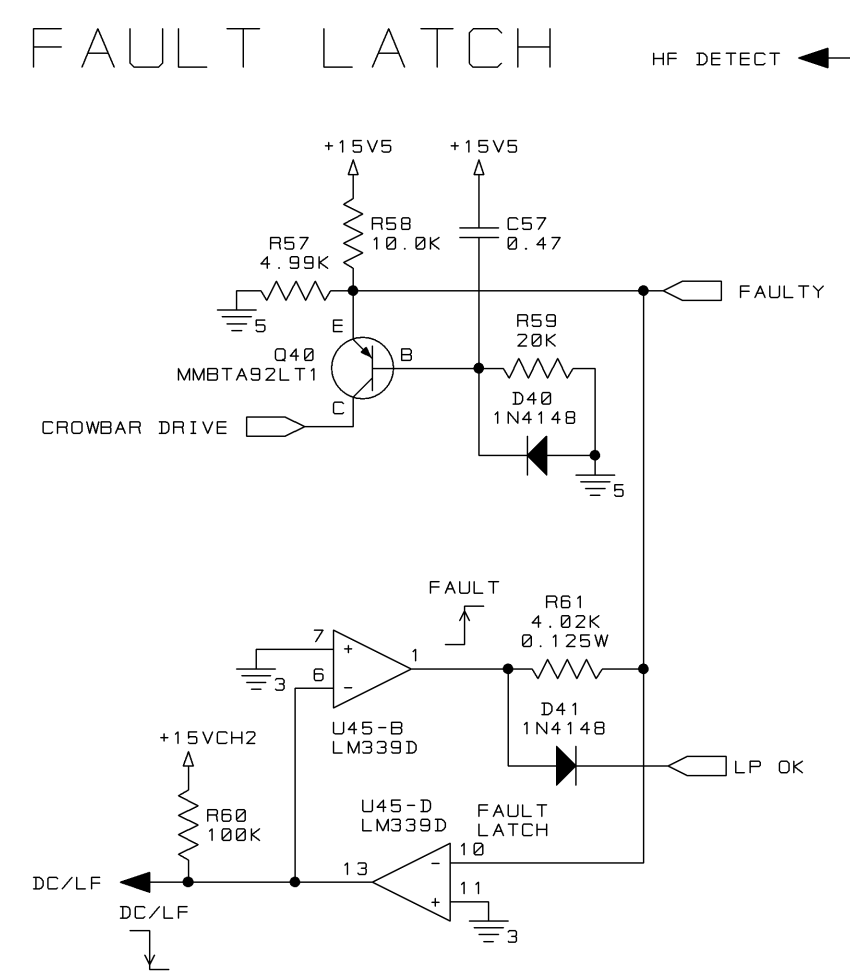 FAULT LATCH
HF DETECT
+15V5
+15V5
R58
10.0K
C57
0.47
R57
4.99K
FAULTY
5
E
R59
20K
Q40
MMBTA92LT1
B
C
D40
1N4148
CROWBAR DRIVE
5
FAULT
R61
4.02K
0.125W
7
+
1
6
-
3
U45-B
LM339D
D41
1N4148
+15VCH2
LP OK
R60
100K
U45-D
LM339D
FAULT
LATCH
10
13
-
11
+
DC/LF
3
DC/LF